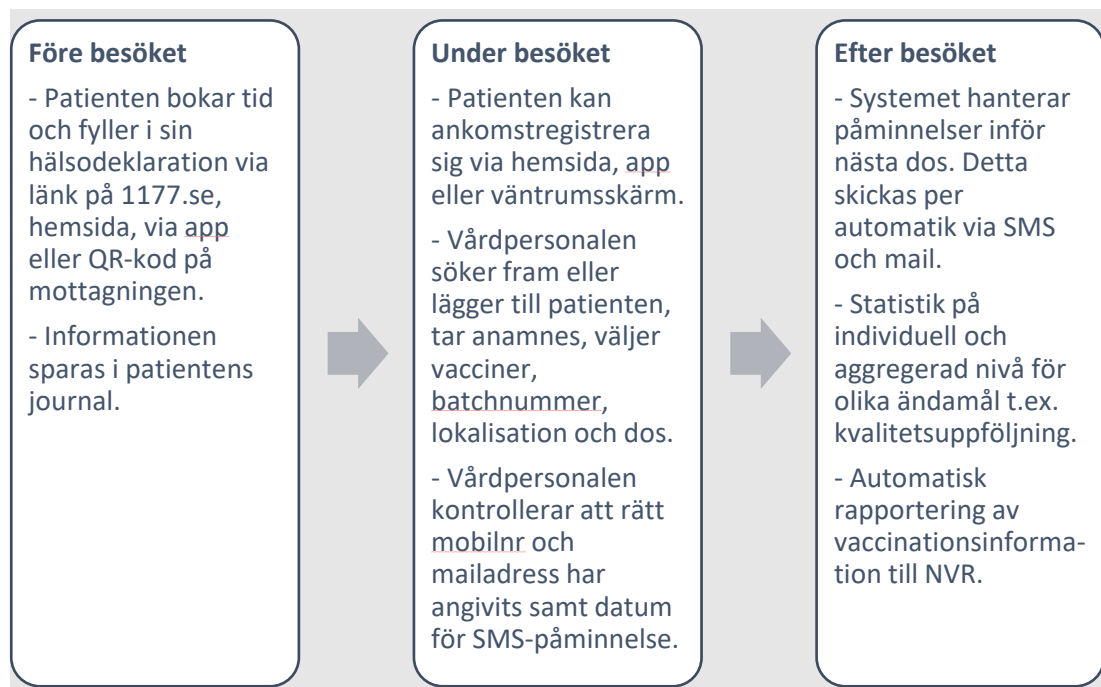 Före besöket
- Patienten bokar tid
och fyller i sin
hälsodeklaration via
länk på 1177.se,
hemsida, via app
eller QR-kod på
mottagningen.
- Informationen
sparas i patientens
journal.
Under besöket
- Patienten kan
ankomstregistrera
sig via hemsida, app
eller väntrumsskärm.
- Vårdpersonalen
söker fram eller
lägger till patienten,
tar anamnes, väljer
vacciner,
batchnummer,
lokalisation och dos.
- Vårdpersonalen
kontrollerar att rätt
mobilnr och
mailadress har
angivits samt datum
för SMS-påminnelse.
Efter besöket
- Systemet hanterar
påminnelser inför
nästa dos. Detta
skickas per
automatik via SMS
och mail.
- Statistik på
individuell och
aggregerad nivå för
olika ändamål t.ex.
kvalitetsuppföljning.
- Automatisk
rapportering av
vaccinationsinforma-
tion till NVR.